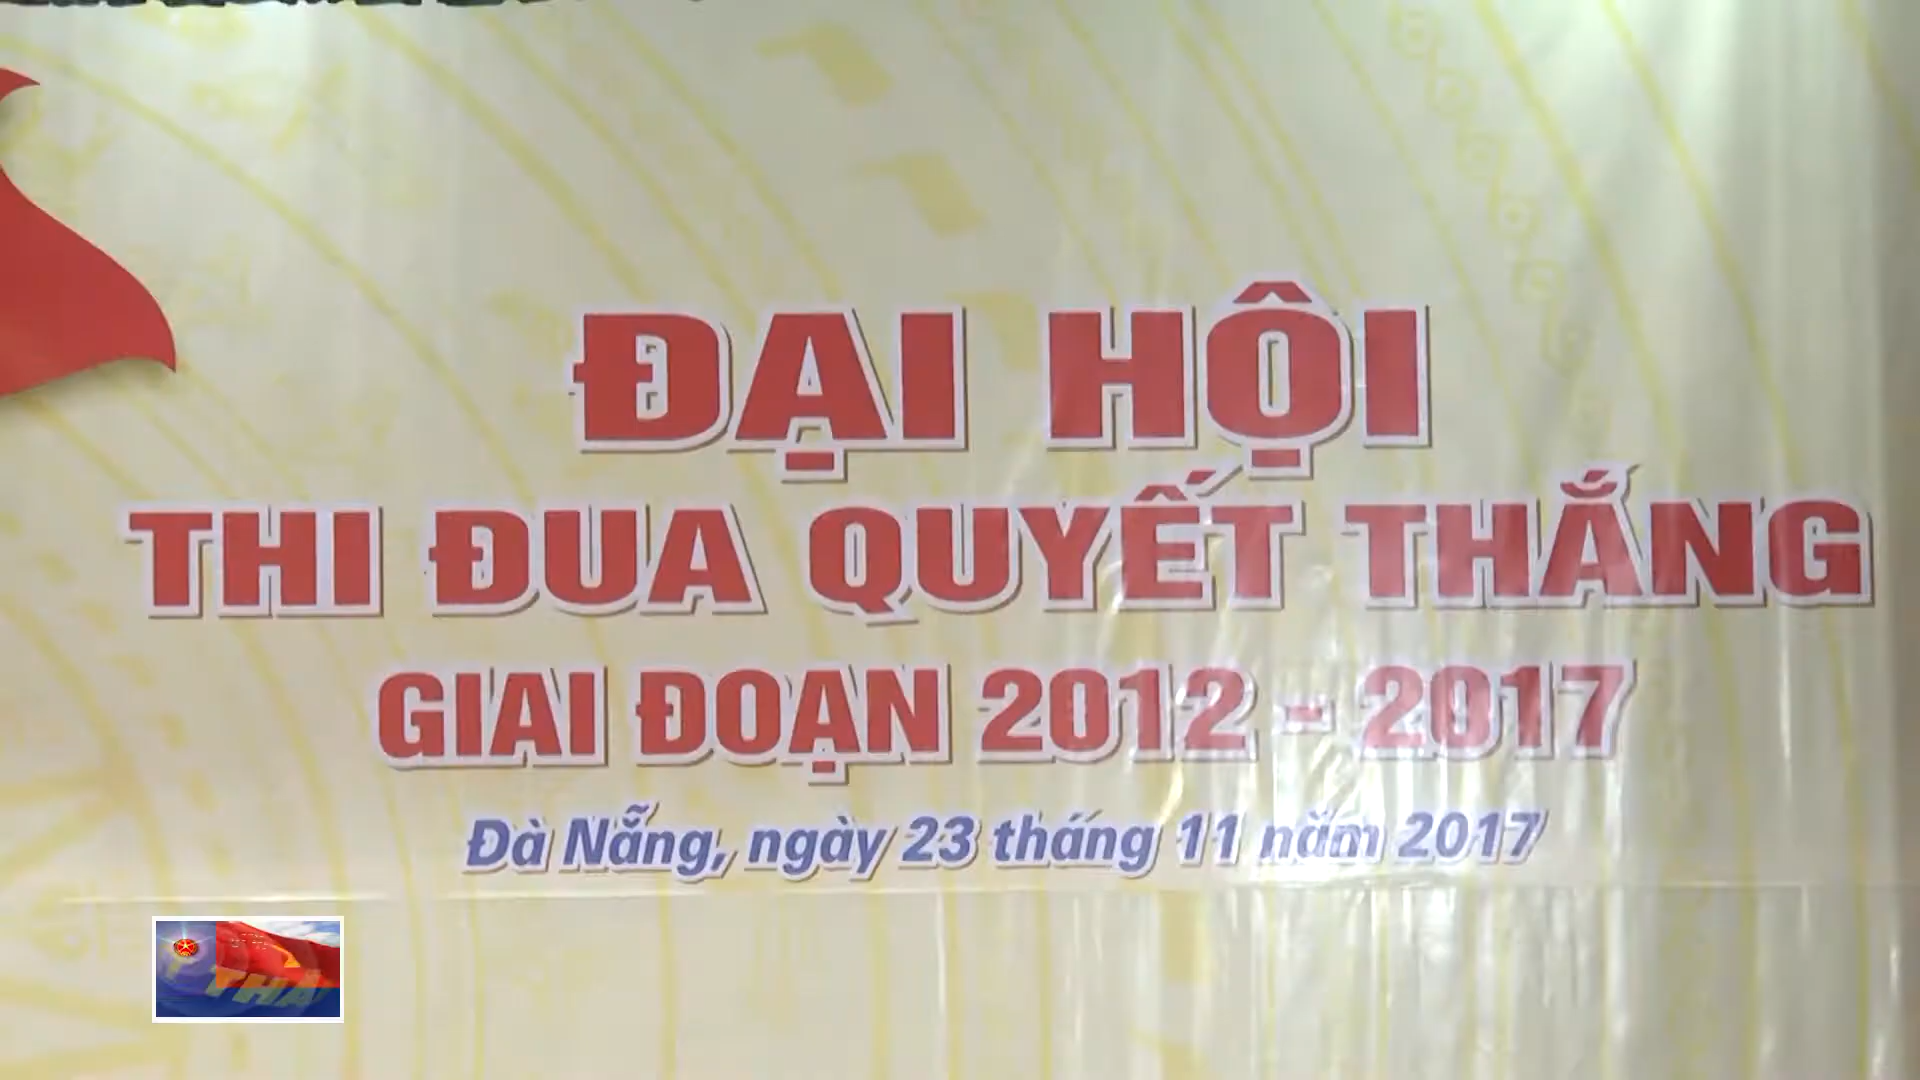 ĐẠI HỘI
THI ĐUA QUYẾT THẮNG
GIAI ĐOẠN 2012 - 2017
Đà Nẵng, ngày 23 tháng 11 năm 2017